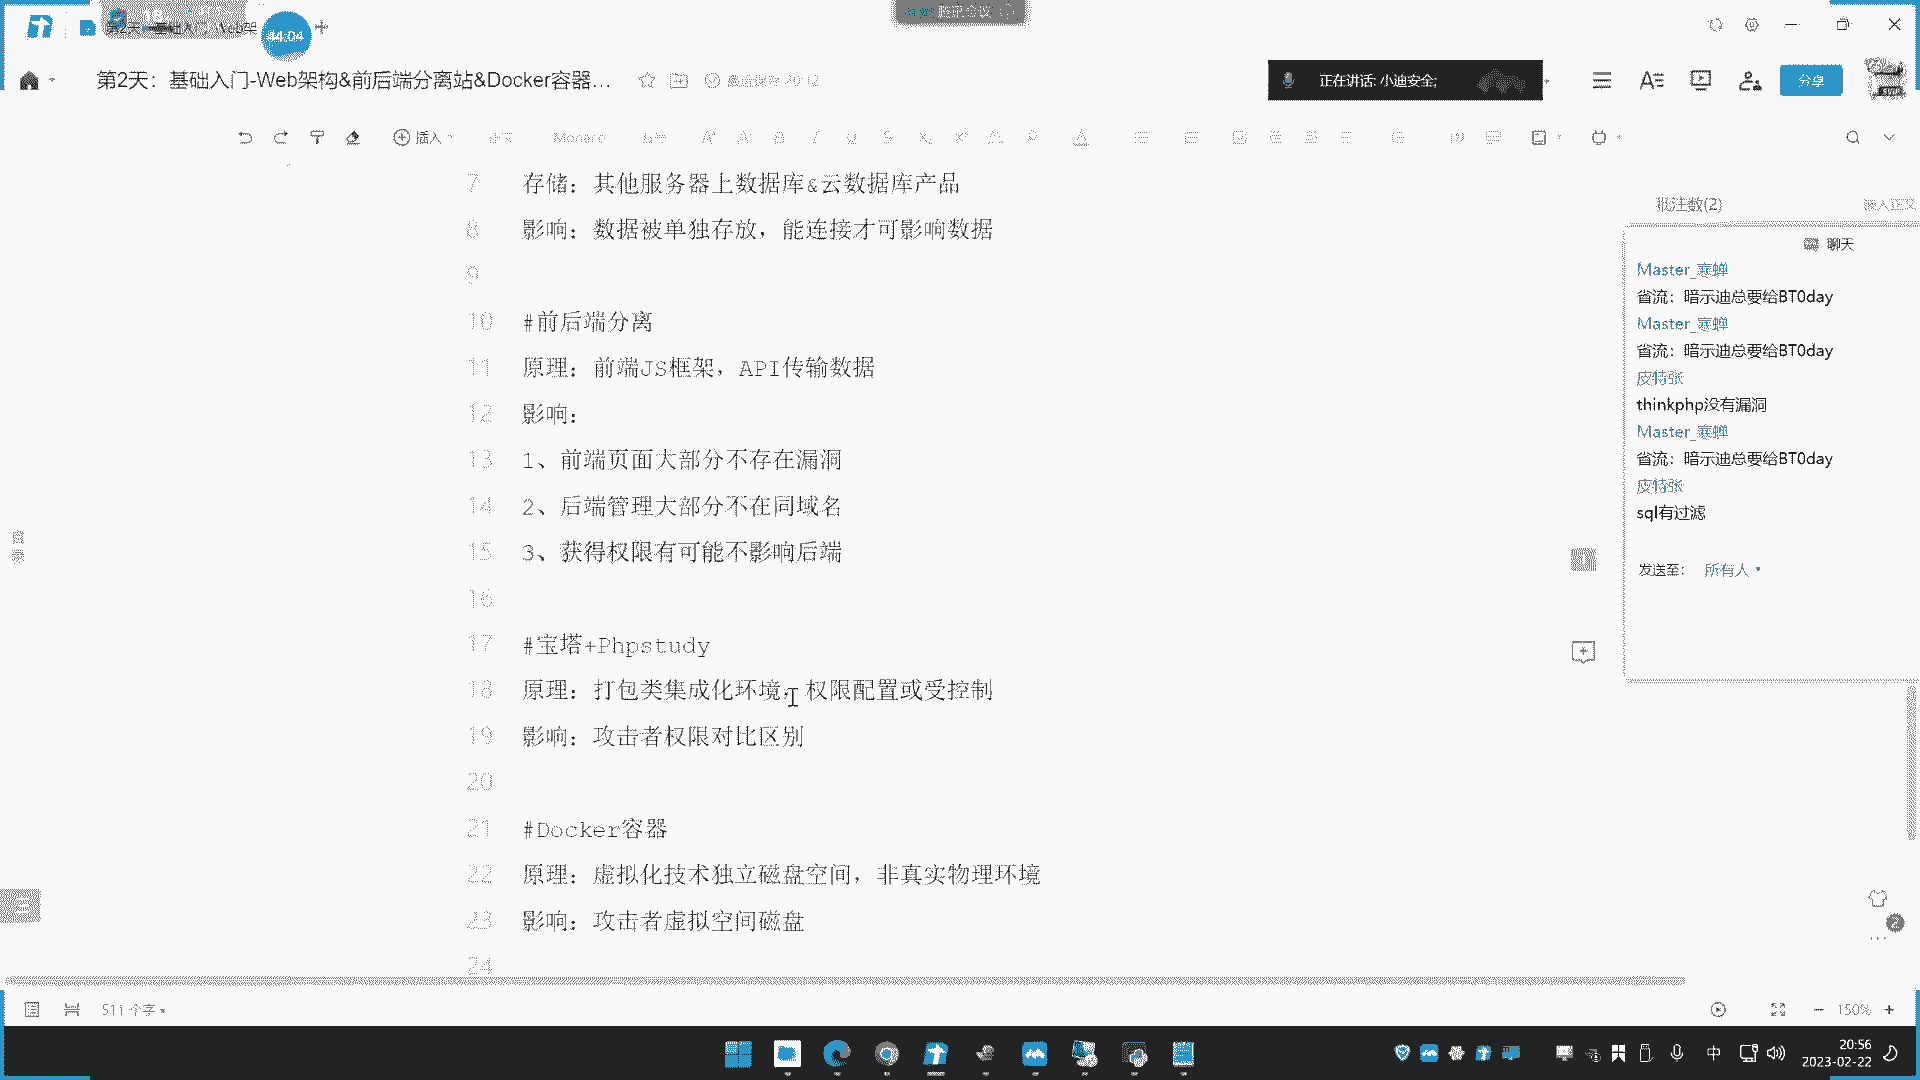 44:04
腾讯会议
第2天：基础入门-Web架构&前后端分离站&Docker容器...
最近保存 20:12
正在讲话: 小迪安全;
分享
插入
正文
Monaco
7 存储：其他服务器上数据库&云数据库产品
8 影响：数据被单独存放，能连接才可影响数据
9
10 #前后端分离
11 原理：前端JS框架，API传输数据
12 影响：
13 1、前端页面大部分不存在漏洞
14 2、后端管理大部分不在同域名
15 3、获得权限有可能不影响后端
16
17 #宝塔+Phpstudy
18 原理：打包类集成化环境，权限配置或受控制
19 影响：攻击者权限对比区别
20
21 #Docker容器
22 原理：虚拟化技术独立磁盘空间，非真实物理环境
23 影响：攻击者虚拟空间磁盘
24
目录
批注数(2)
嵌入正文
聊天
Master_寒蝉
省流：暗示迪总要给BT0day
Master_寒蝉
省流：暗示迪总要给BT0day
皮特张
thinkphp没有漏洞
Master_寒蝉
省流：暗示迪总要给BT0day
皮特张
sql有过滤
发送至： 所有人
2
511 个字
150%
中
20:56
2023-02-22